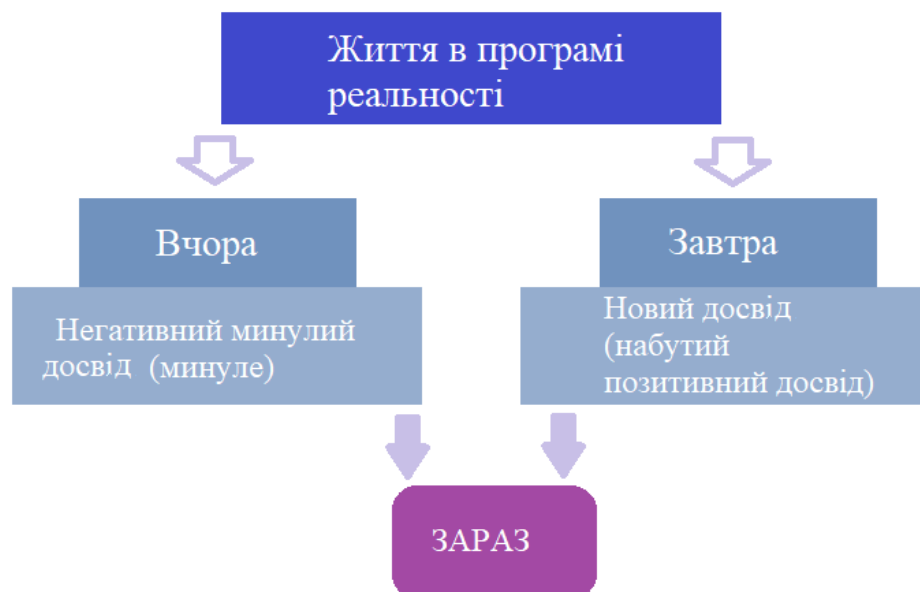 Життя в програмі
реальності
Вчора
Завтра
Негативний минулий
досвід (минуле)
Новий досвід
(набутий
позитивний досвід)
ЗАРАЗ